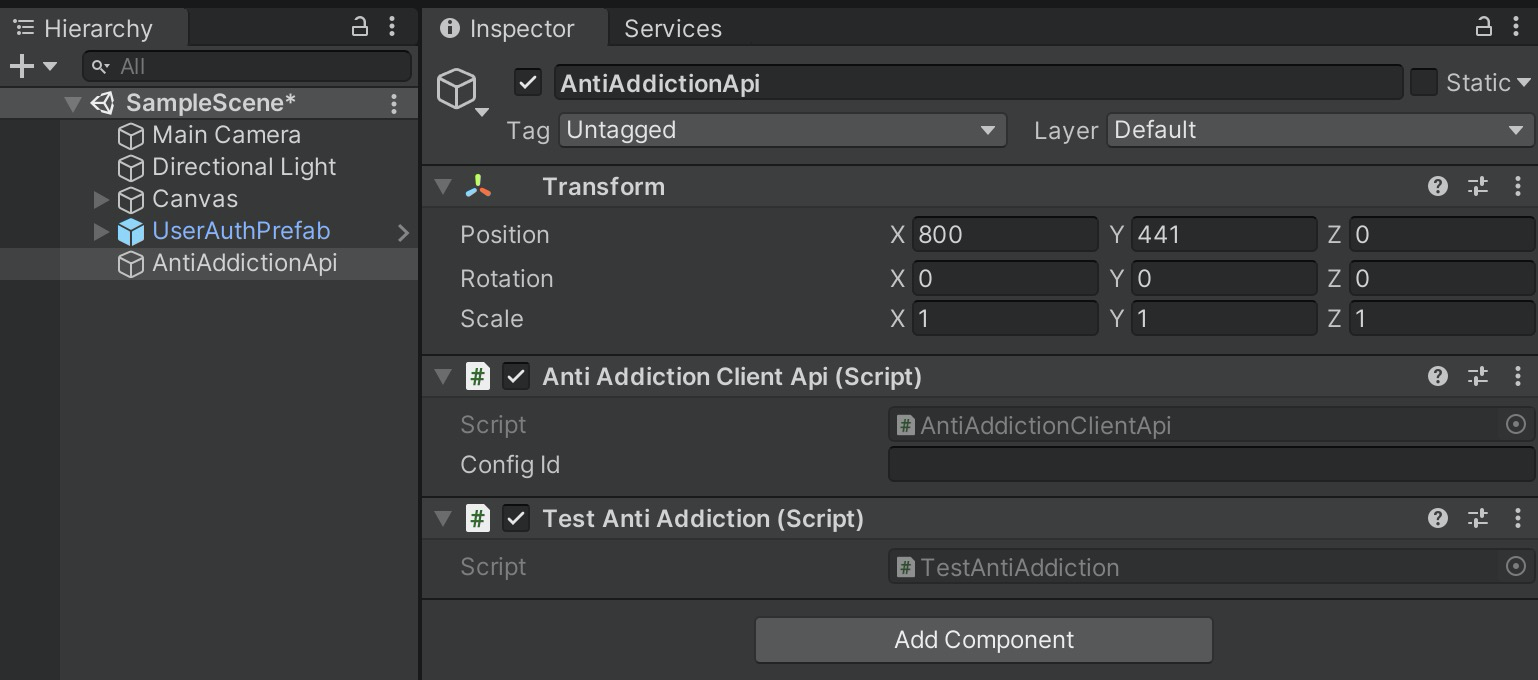 Hierarchy
All
SampleScene*
Main Camera
Directional Light
Canvas
UserAuthPrefab
AntiAddictionApi
Inspector Services
AntiAddictionApi Static
Tag Untagged Layer Default
Transform
Position X 800 Y 441 Z 0
Rotation X 0 Y 0 Z 0
Scale X 1 Y 1 Z 1
# Anti Addiction Client Api (Script)
Script # AntiAddictionClientApi
Config Id
# Test Anti Addiction (Script)
Script # TestAntiAddiction
Add Component